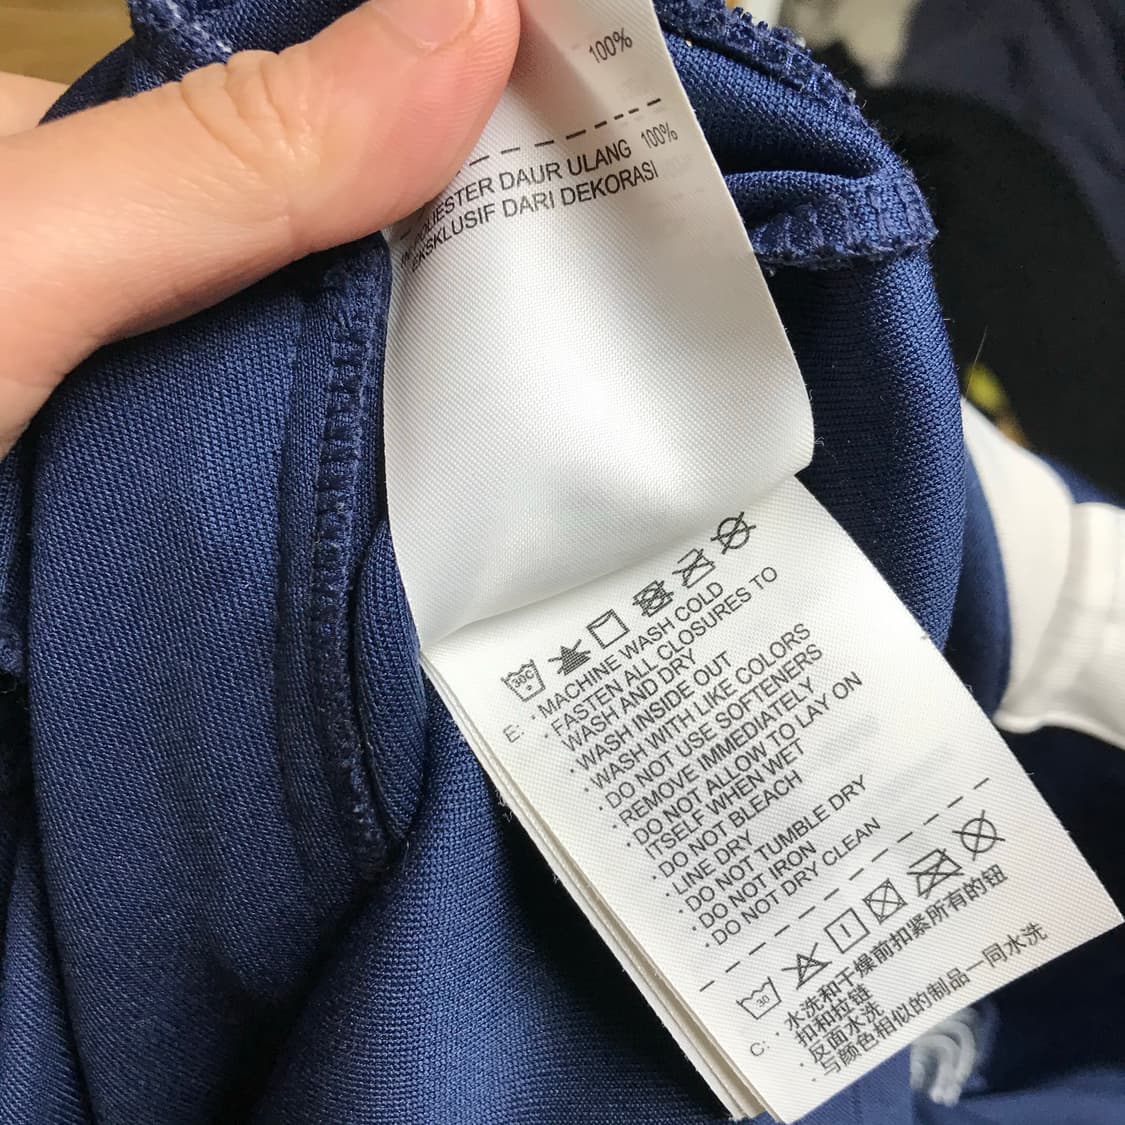 100%
100%
POLIESTER DAUR ULANG
EKSKLUSIF DARI DEKORASI
30C
E: · MACHINE WASH COLD
· FASTEN ALL CLOSURES TO
WASH AND DRY
· WASH INSIDE OUT
· WASH WITH LIKE COLORS
· DO NOT USE SOFTENERS
· REMOVE IMMEDIATELY
· DO NOT ALLOW TO LAY ON
ITSELF WHEN WET
· DO NOT BLEACH
· LINE DRY
· DO NOT TUMBLE DRY
· DO NOT IRON
· DO NOT DRY CLEAN
30
C: · 水洗和干燥前扣紧所有的钮
扣和拉链
· 反面水洗
· 与颜色相似的制品一同水洗